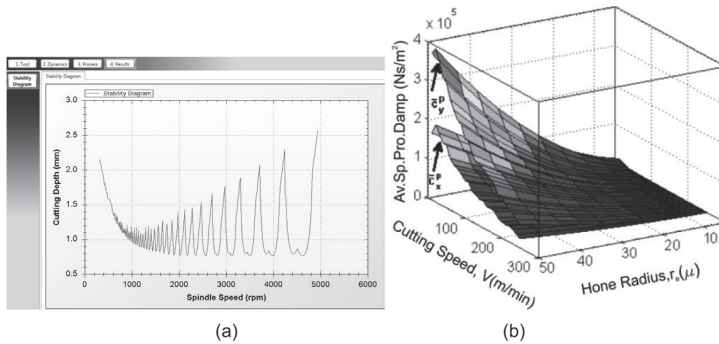 1. Tool
2. Dynamics
3. Process
4. Results
Stability
Diagram
Stability Diagram
Stability Diagram
Cutting Depth (mm)
3.0
2.5
2.0
1.5
1.0
0.5
0
1000
2000
3000
4000
5000
6000
Spindle Speed (rpm)
(a)
x 10⁵
Av.Sp.Pro.Damp (Ns/m²)
4
3
2
1
0
c̄ᵖy
c̄ᵖx
100
200
300
Cutting Speed, V(m/min)
50
40
30
20
10
Hone Radius,rₑ(μ)
(b)